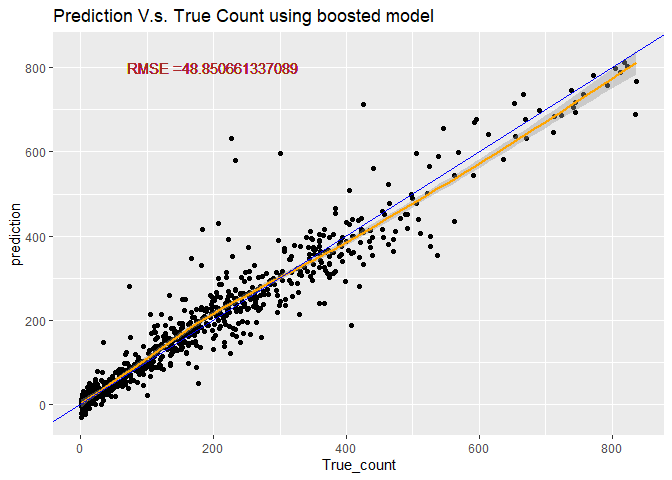 Prediction V.s. True Count using boosted model
RMSE =48.850661337089
prediction
800
600
400
200
0
0 200 400 600 800
True_count